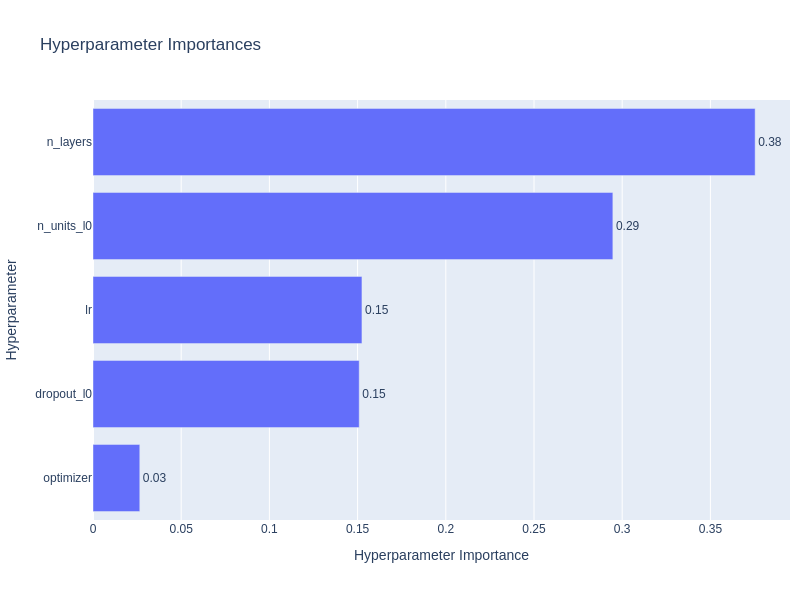 Hyperparameter Importances
Hyperparameter
n_layers
0.38
n_units_l0
0.29
lr
0.15
dropout_l0
0.15
optimizer
0.03
0 0.05 0.1 0.15 0.2 0.25 0.3 0.35
Hyperparameter Importance